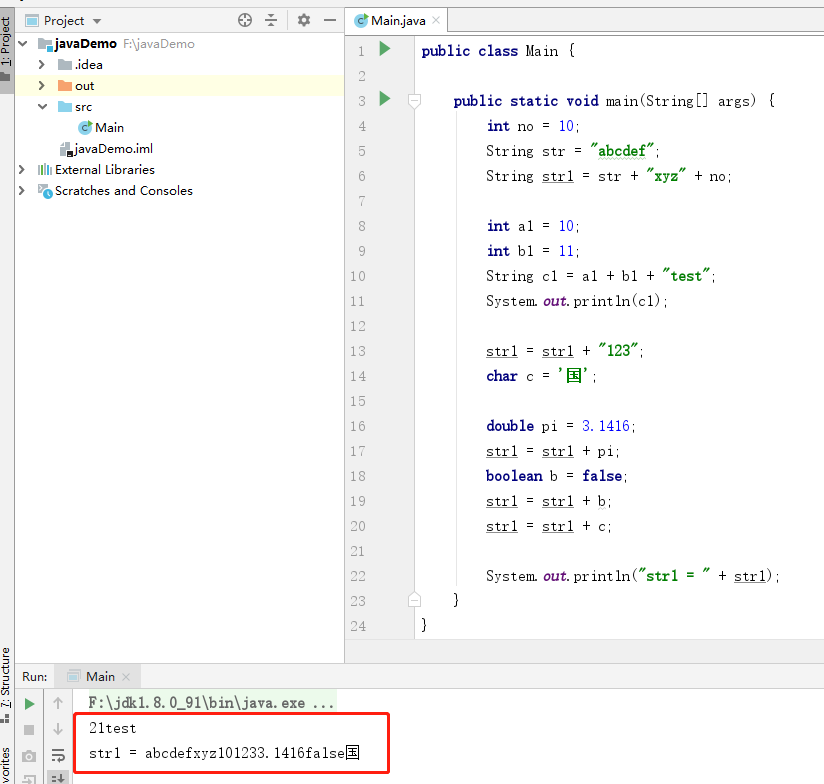 Project
Main.java
1: Project
javaDemo F:\javaDemo
.idea
out
src
Main
javaDemo.iml
External Libraries
Scratches and Consoles
1 public class Main {
2
3 public static void main(String[] args) {
4 int no = 10;
5 String str = "abcdef";
6 String str1 = str + "xyz" + no;
7
8 int a1 = 10;
9 int b1 = 11;
10 String c1 = a1 + b1 + "test";
11 System.out.println(c1);
12
13 str1 = str1 + "123";
14 char c = '国';
15
16 double pi = 3.1416;
17 str1 = str1 + pi;
18 boolean b = false;
19 str1 = str1 + b;
20 str1 = str1 + c;
21
22 System.out.println("str1 = " + str1);
23 }
24 }
7: Structure
vorites
Run: Main
F:\jdk1.8.0_91\bin\java.exe ...
21test
str1 = abcdefxyz101233.1416false国